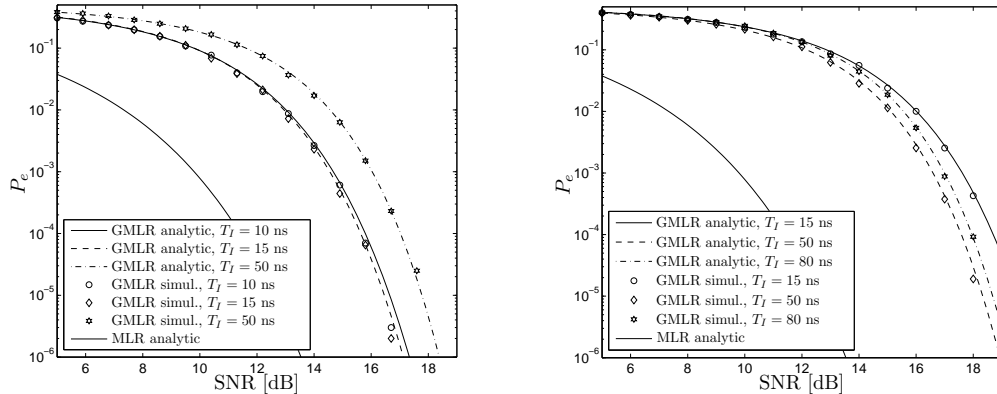 10^{-1}
10^{-2}
10^{-3}
10^{-4}
10^{-5}
10^{-6}
P_e
GMLR analytic, T_I = 10 ns
GMLR analytic, T_I = 15 ns
GMLR analytic, T_I = 50 ns
GMLR simul., T_I = 10 ns
GMLR simul., T_I = 15 ns
GMLR simul., T_I = 50 ns
MLR analytic
6 8 10 12 14 16 18
SNR [dB]
10^{-1}
10^{-2}
10^{-3}
10^{-4}
10^{-5}
10^{-6}
P_e
GMLR analytic, T_I = 15 ns
GMLR analytic, T_I = 50 ns
GMLR analytic, T_I = 80 ns
GMLR simul., T_I = 15 ns
GMLR simul., T_I = 50 ns
GMLR simul., T_I = 80 ns
MLR analytic
6 8 10 12 14 16 18
SNR [dB]